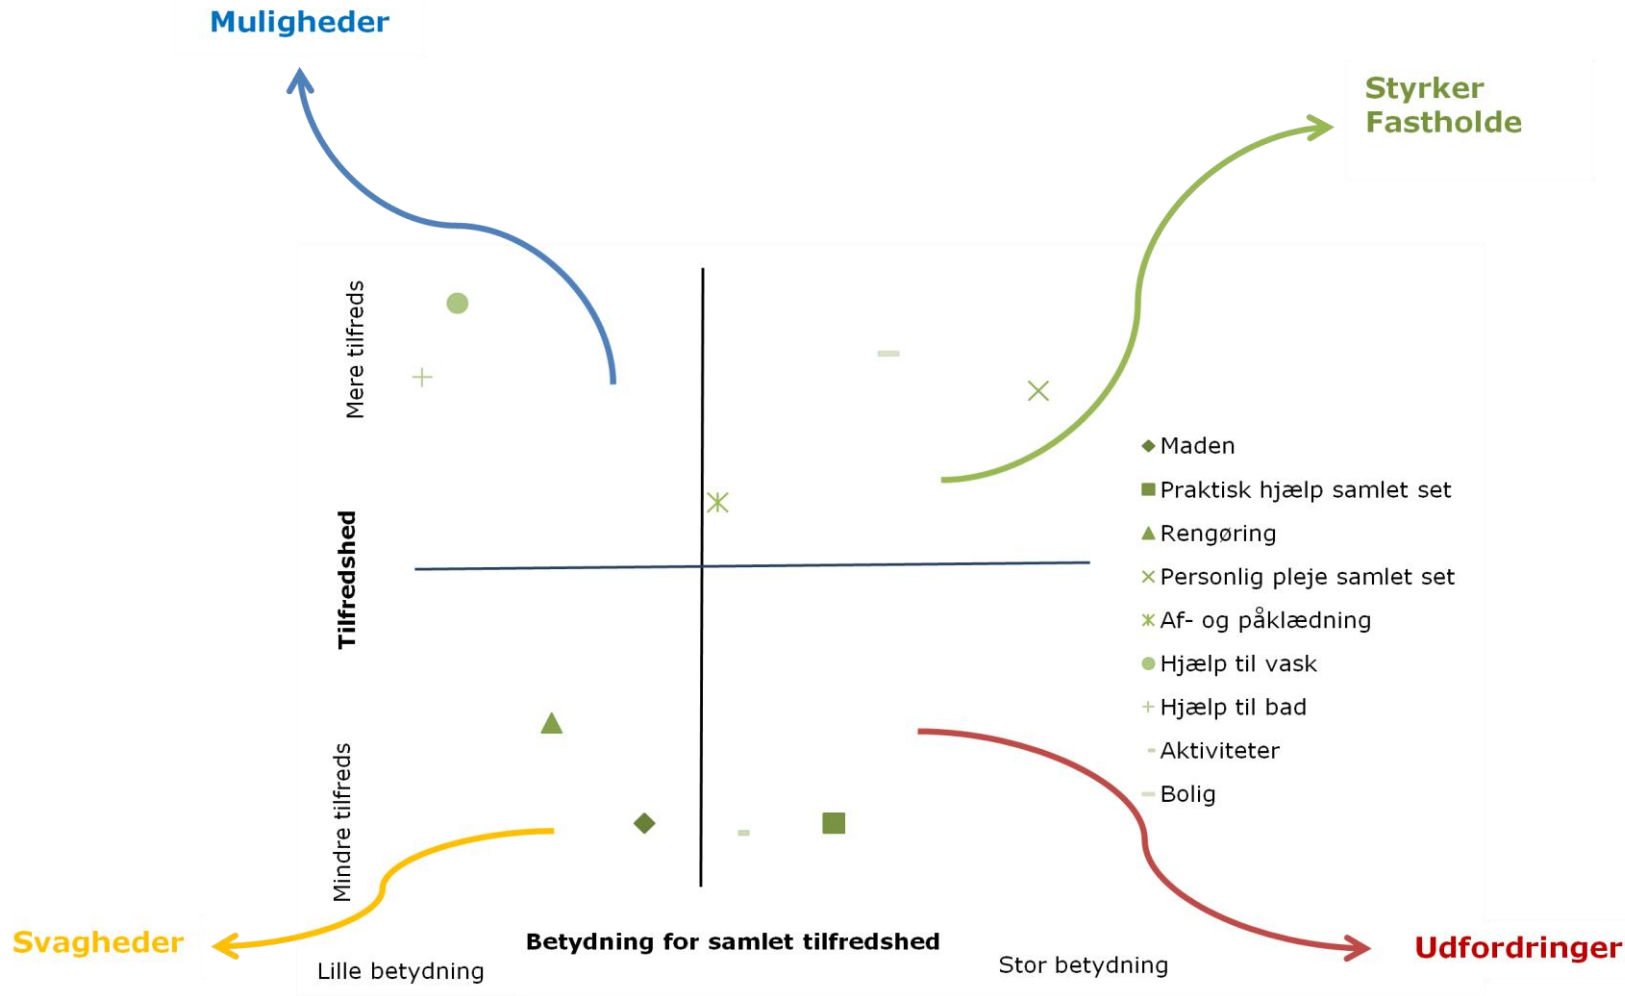 Muligheder
Styrker
Fastholde
Mere tilfreds
Tilfredshed
Mindre tilfreds
Maden
Praktisk hjælp samlet set
Rengøring
Personlig pleje samlet set
Af- og påklædning
Hjælp til vask
Hjælp til bad
Aktiviteter
Bolig
Svagheder
Betydning for samlet tilfredshed
Udfordringer
Lille betydning
Stor betydning